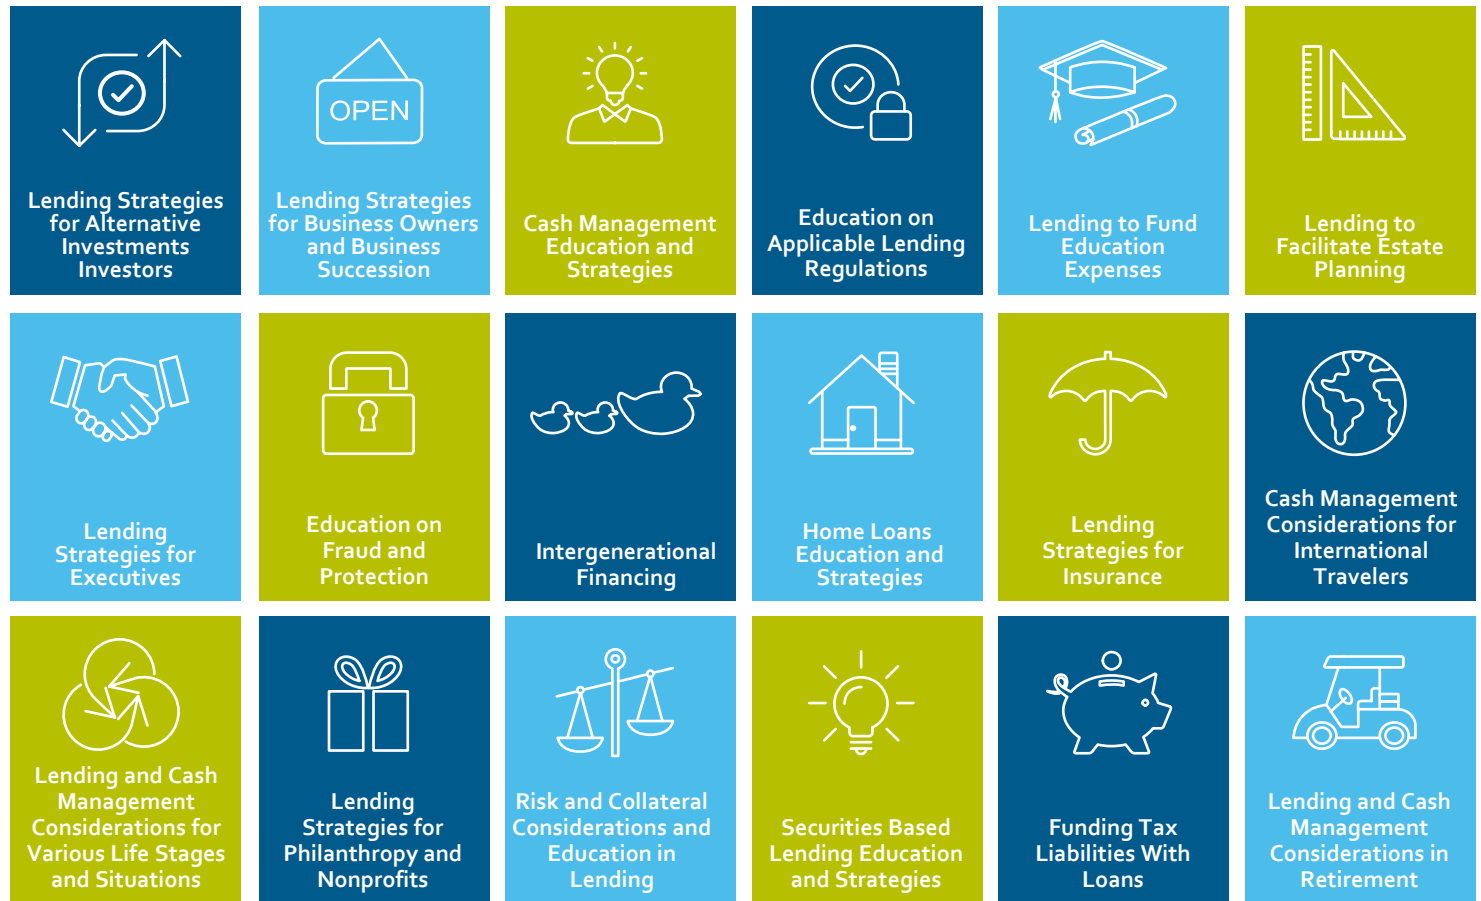 Lending Strategies
for Alternative
Investments
Investors
OPEN
Lending Strategies
for Business Owners
and Business
Succession
Cash Management
Education and
Strategies
Education on
Applicable Lending
Regulations
Lending to Fund
Education
Expenses
Lending to
Facilitate Estate
Planning
Lending
Strategies for
Executives
Education on
Fraud and
Protection
Intergenerational
Financing
Home Loans
Education and
Strategies
Lending
Strategies for
Insurance
Cash Management
Considerations for
International
Travelers
Lending and Cash
Management
Considerations for
Various Life Stages
and Situations
Lending
Strategies for
Philanthropy and
Nonprofits
Risk and Collateral
Considerations and
Education in
Lending
Securities Based
Lending Education
and Strategies
Funding Tax
Liabilities With
Loans
Lending and Cash
Management
Considerations in
Retirement